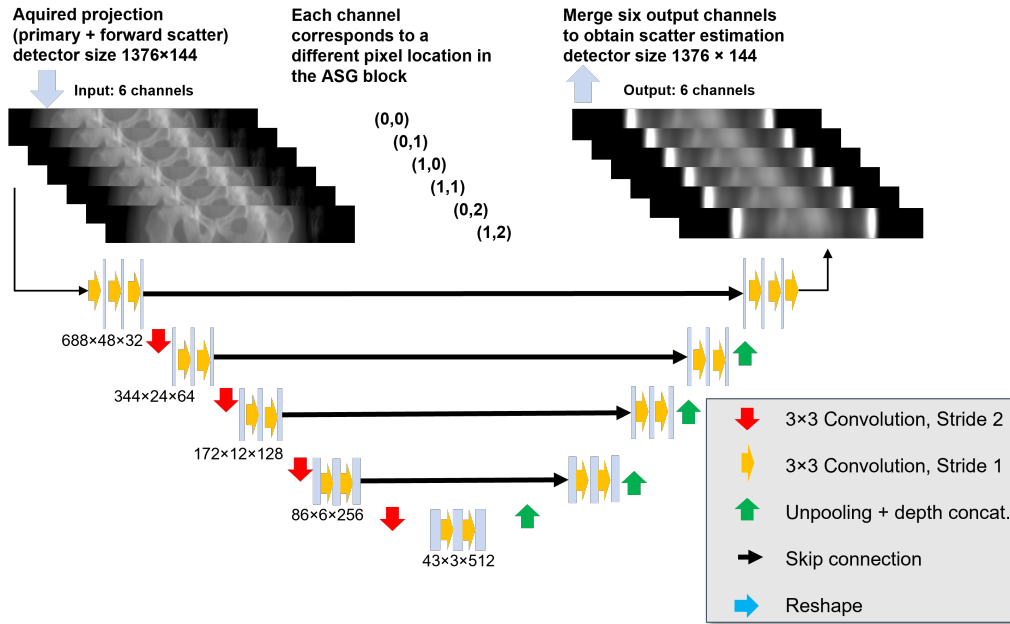 Aquired projection
(primary + forward scatter)
detector size 1376×144
Input: 6 channels
Each channel
corresponds to a
different pixel location in
the ASG block
(0,0)
(0,1)
(1,0)
(1,1)
(0,2)
(1,2)
Merge six output channels
to obtain scatter estimation
detector size 1376 × 144
Output: 6 channels
688×48×32
344×24×64
172×12×128
86×6×256
43×3×512
3×3 Convolution, Stride 2
3×3 Convolution, Stride 1
Unpooling + depth concat.
Skip connection
Reshape